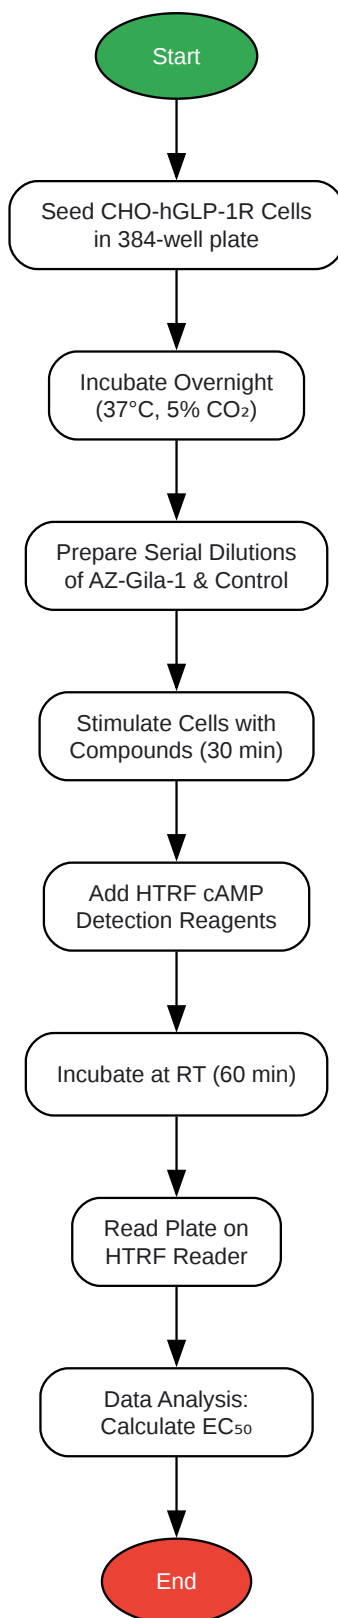 Start
Seed CHO-hGLP-1R Cells
in 384-well plate
Incubate Overnight
(37°C, 5% CO₂)
Prepare Serial Dilutions
of AZ-Gila-1 & Control
Stimulate Cells with
Compounds (30 min)
Add HTRF cAMP
Detection Reagents
Incubate at RT (60 min)
Read Plate on
HTRF Reader
Data Analysis:
Calculate EC₅₀
End